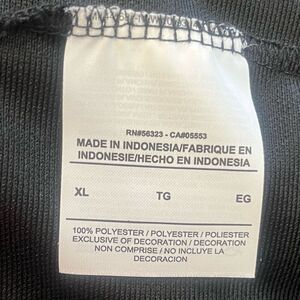 RN#56323 - CA#05553
MADE IN INDONESIA/FABRIQUE EN
INDONESIE/HECHO EN INDONESIA
XL TG EG
100% POLYESTER / POLYESTER / POLIESTER
EXCLUSIVE OF DECORATION / DECORATION
NON COMPRISE / NO INCLUYE LA
DECORACION